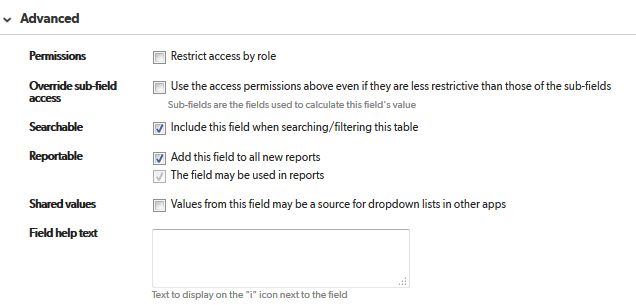 Advanced
Permissions Restrict access by role
Override sub-field access Use the access permissions above even if they are less restrictive than those of the sub-fields
Sub-fields are the fields used to calculate this field's value
Searchable Include this field when searching/filtering this table
Reportable Add this field to all new reports
The field may be used in reports
Shared values Values from this field may be a source for dropdown lists in other apps
Field help text
Text to display on the "i" icon next to the field